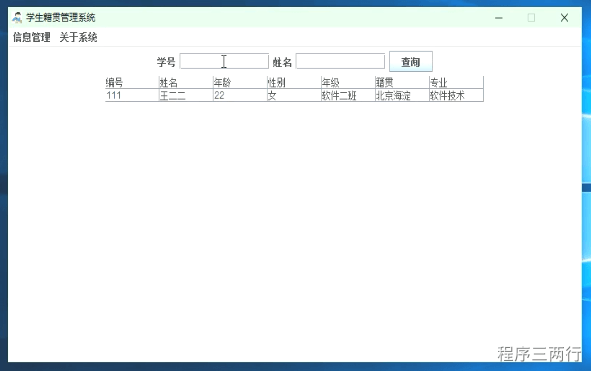 学生籍贯管理系统
信息管理 关于系统
学号 姓名 查询
编号 姓名 年龄 性别 年级 籍贯 专业
111 王二二 22 女 软件二班 北京海淀 软件技术
程序三两行